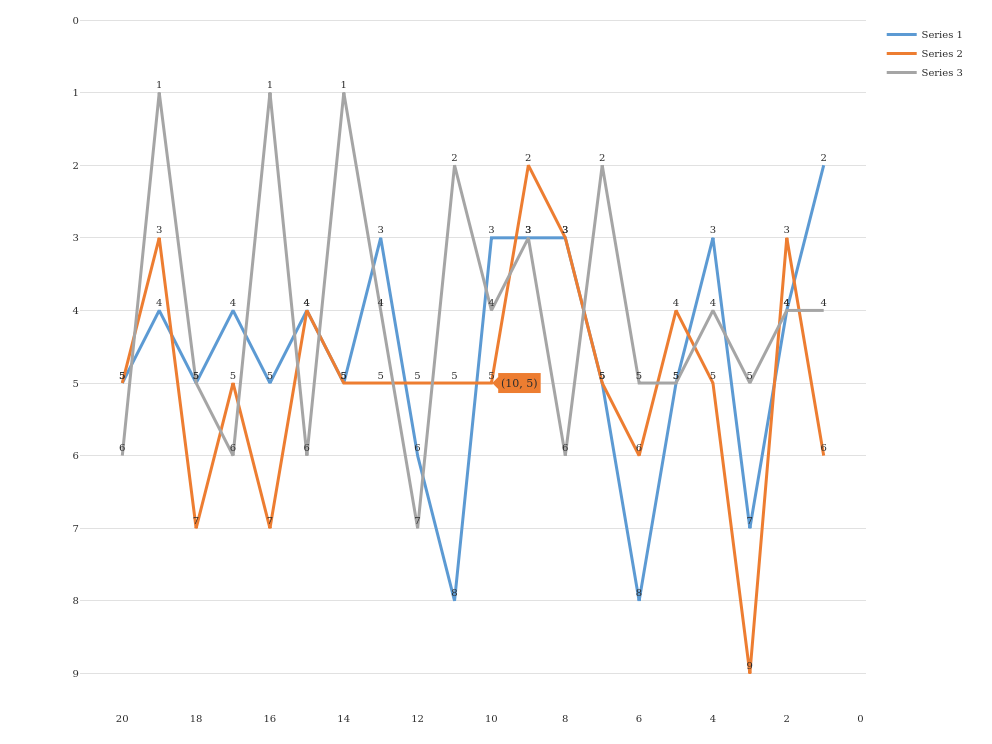 0
Series 1
Series 2
Series 3
1 1 1 1
2 2 2 2 2
3 3 3 3 3 3 3 3
4 4 4 4 4 4 4 4 4 4
5 5 5 5 5 5 5 5 5 5 (10, 5) 5 5 5 5 5
6 6 6 6 6 6 6 6
7 7 7 7 7
8 8 8
9 9
20 18 16 14 12 10 8 6 4 2 0